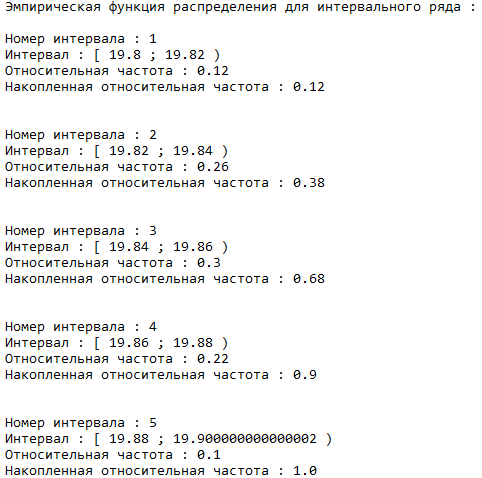 Эмпирическая функция распределения для интервального ряда :
Номер интервала : 1
Интервал : [ 19.8 ; 19.82 )
Относительная частота : 0.12
Накопленная относительная частота : 0.12
Номер интервала : 2
Интервал : [ 19.82 ; 19.84 )
Относительная частота : 0.26
Накопленная относительная частота : 0.38
Номер интервала : 3
Интервал : [ 19.84 ; 19.86 )
Относительная частота : 0.3
Накопленная относительная частота : 0.68
Номер интервала : 4
Интервал : [ 19.86 ; 19.88 )
Относительная частота : 0.22
Накопленная относительная частота : 0.9
Номер интервала : 5
Интервал : [ 19.88 ; 19.900000000000002 )
Относительная частота : 0.1
Накопленная относительная частота : 1.0